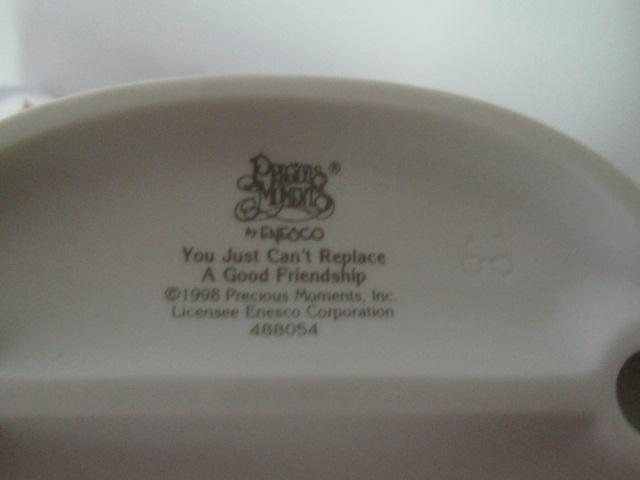 PRECIOUS
MOMENTS®
by ENESCO
You Just Can't Replace
A Good Friendship
©1998 Precious Moments, Inc.
Licensee Enesco Corporation
488054